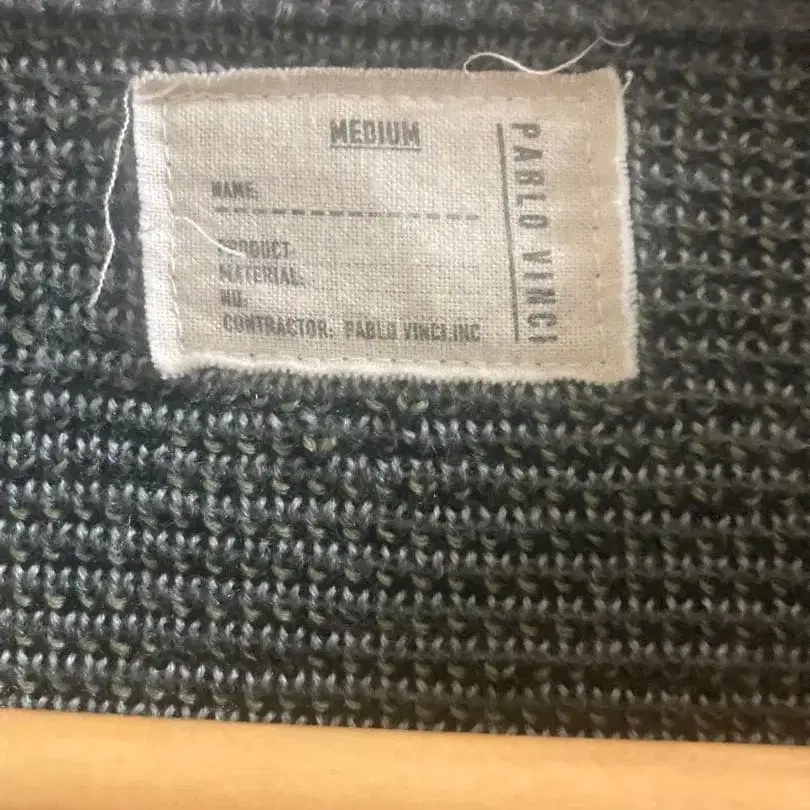 MEDIUM
NAME:
PRODUCT:
MATERIAL:
NO:
CONTRACTOR: PABLO VINCI.INC
PABLO VINCI